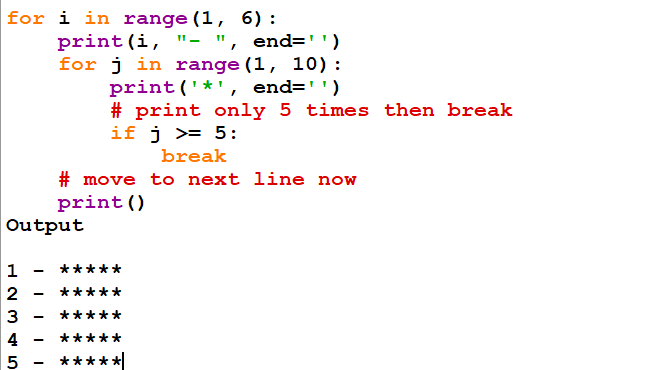 for i in range(1, 6):
    print(i, "- ", end='')
    for j in range(1, 10):
        print('*', end='')
        # print only 5 times then break
        if j >= 5:
            break
    # move to next line now
    print()
Output

1 - *****
2 - *****
3 - *****
4 - *****
5 - *****